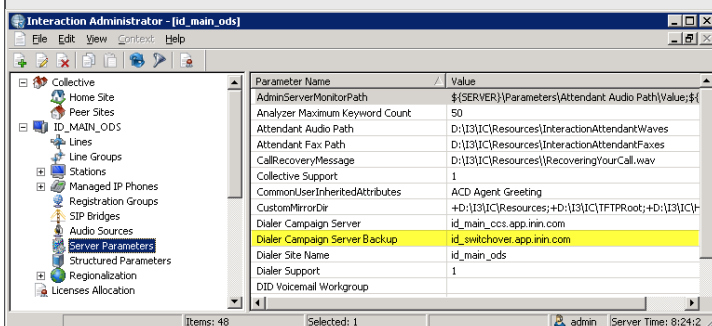 Interaction Administrator - [id_main_ods]
File Edit View Context Help
Collective
Home Site
Peer Sites
ID_MAIN_ODS
Lines
Line Groups
Stations
Managed IP Phones
Registration Groups
SIP Bridges
Audio Sources
Server Parameters
Structured Parameters
Regionalization
Licenses Allocation
Parameter Name Value
AdminServerMonitorPath $(SERVER)\Parameters\Attendant Audio Path\Value;$(
Analyzer Maximum Keyword Count 50
Attendant Audio Path D:\I3\IC\Resources\InteractionAttendantWaves
Attendant Fax Path D:\I3\IC\Resources\InteractionAttendantFaxes
CallRecoveryMessage D:\I3\IC\Resources\\RecoveringYourCall.wav
Collective Support 1
CommonUserInheritedAttributes ACD Agent Greeting
CustomMirrorDir +D:\I3\IC\Resources;+D:\I3\IC\TFTPRoot;+D:\I3\IC\H
Dialer Campaign Server id_main_ccs.app.inin.com
Dialer Campaign Server Backup id_switchover.app.inin.com
Dialer Site Name id_main_ods
Dialer Support 1
DID Voicemail Workgroup
Items: 48 Selected: 1 admin Server Time: 8:24:2